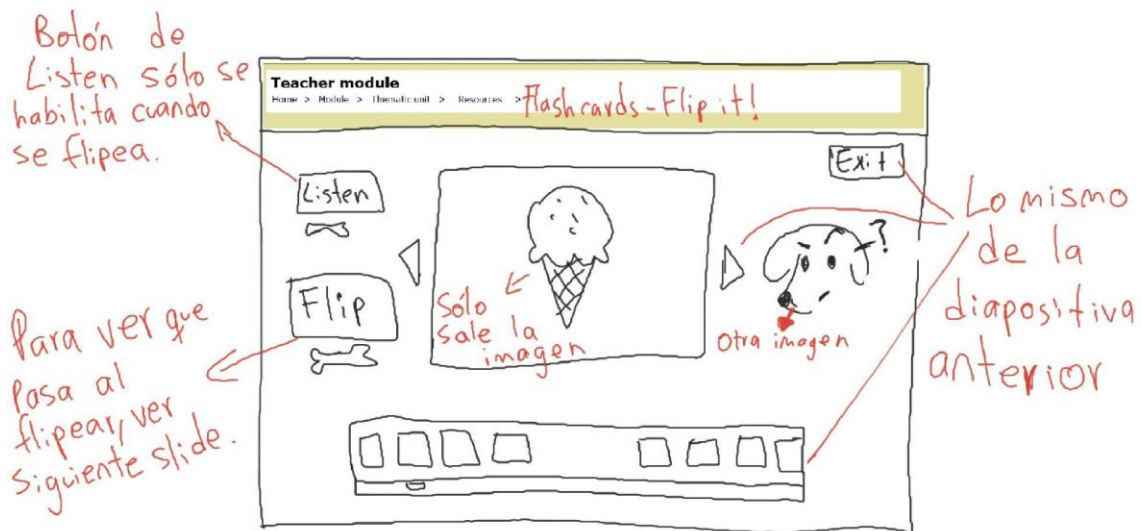 Botón de
Listen sólo se
habilita cuando
se flipea.
Teacher module
Home > Module > Thematic unit > Resources > Flashcards - Flip it!
Exit
Listen
Flip
Sólo
sale la
imagen
?
Otra imagen
Lo mismo
de la
diapositiva
anterior
Para ver que
pasa al
flipear, ver
siguiente slide.